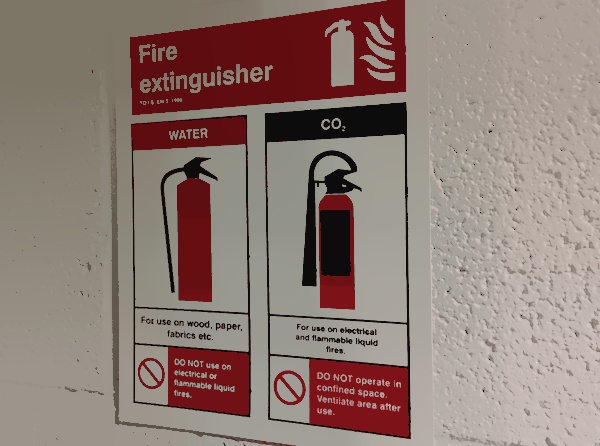 Fire
extinguisher
WATER
For use on wood, paper,
fabrics etc.
DO NOT use on
electrical or
flammable liquid
fires.
CO₂
For use on electrical
and flammable liquid
fires.
DO NOT operate in
confined space.
Ventilate area after
use.